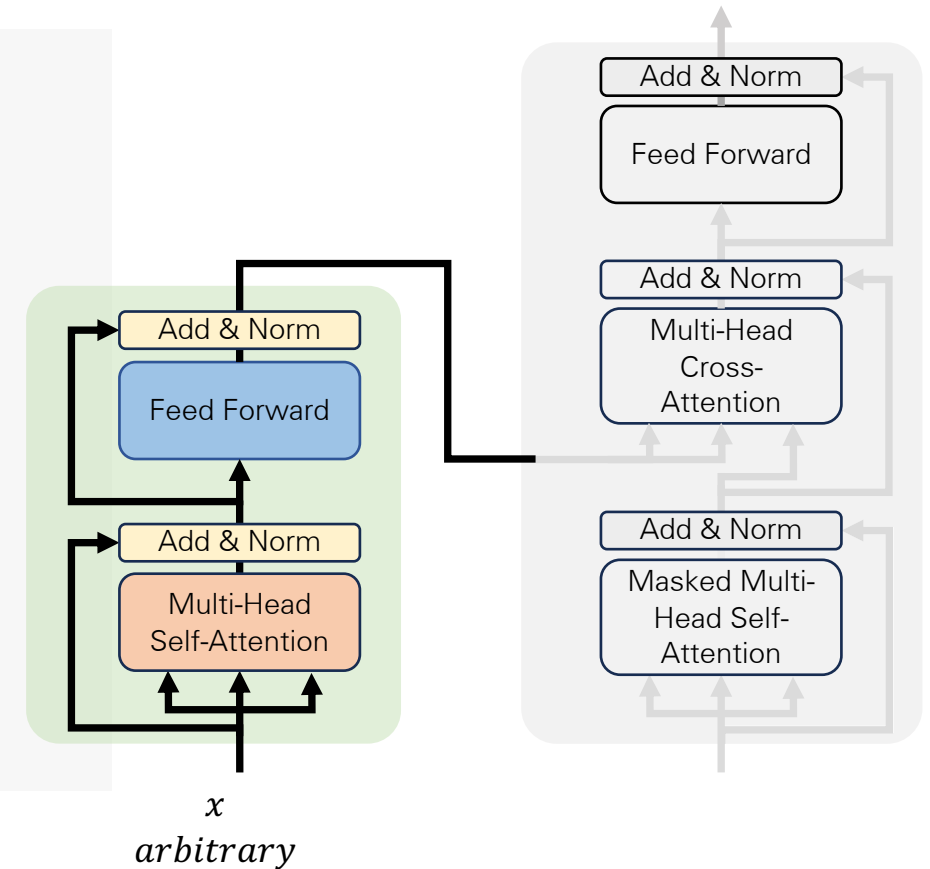 Add & Norm
Feed Forward
Add & Norm
Multi-Head
Self-Attention
x
arbitrary
Add & Norm
Feed Forward
Add & Norm
Multi-Head
Cross-
Attention
Add & Norm
Masked Multi-
Head Self-
Attention